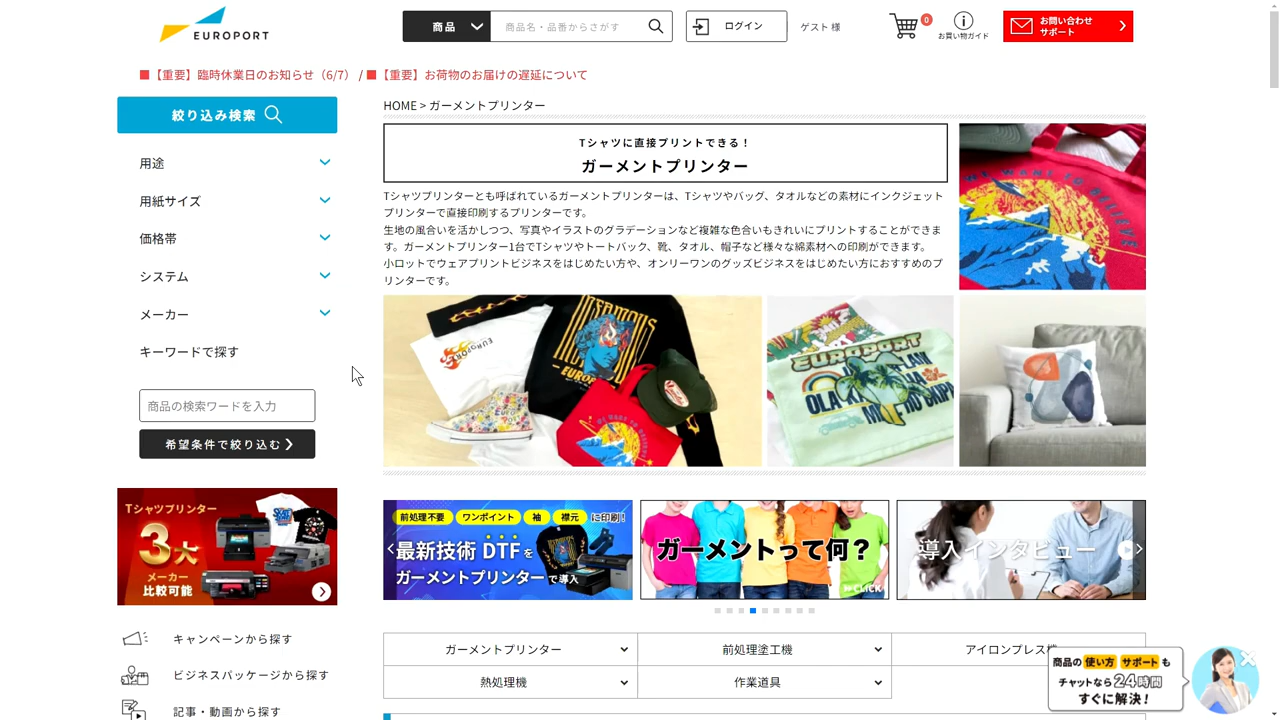 EUROPORT
商品
商品名・品番からさがす
ログイン
ゲスト 様
0
お買い物ガイド
お問い合わせ
サポート
■【重要】臨時休業日のお知らせ（6/7） / ■【重要】お荷物のお届けの遅延について
絞り込み検索
用途
用紙サイズ
価格帯
システム
メーカー
キーワードで探す
商品の検索ワードを入力
希望条件で絞り込む
Tシャツプリンター
3大
メーカー
比較可能
キャンペーンから探す
ビジネスパッケージから探す
記事・動画から探す
HOME > ガーメントプリンター
Tシャツに直接プリントできる！
ガーメントプリンター
Tシャツプリンターとも呼ばれているガーメントプリンターは、Tシャツやバッグ、タオルなどの素材にインクジェット
プリンターで直接印刷するプリンターです。
生地の風合いを活かしつつ、写真やイラストのグラデーションなど複雑な色合いもきれいにプリントすることができま
す。ガーメントプリンター1台でTシャツやトートバック、靴、タオル、帽子など様々な綿素材への印刷ができます。
小ロットでウェアプリントビジネスをはじめたい方や、オンリーワンのグッズビジネスをはじめたい方におすすめのプ
リンターです。
WE WANT TO BELIEVE
EUROPORT
前処理不要 ワンポイント 袖 襟元 に印刷！
最新技術 DTFを
ガーメントプリンターで導入
ガーメントって何？
CLICK
導入インタビュー
ガーメントプリンター
前処理塗工機
アイロンプレス機
熱処理機
作業道具
商品の 使い方 サポート も
チャットなら 24時間
すぐに解決！